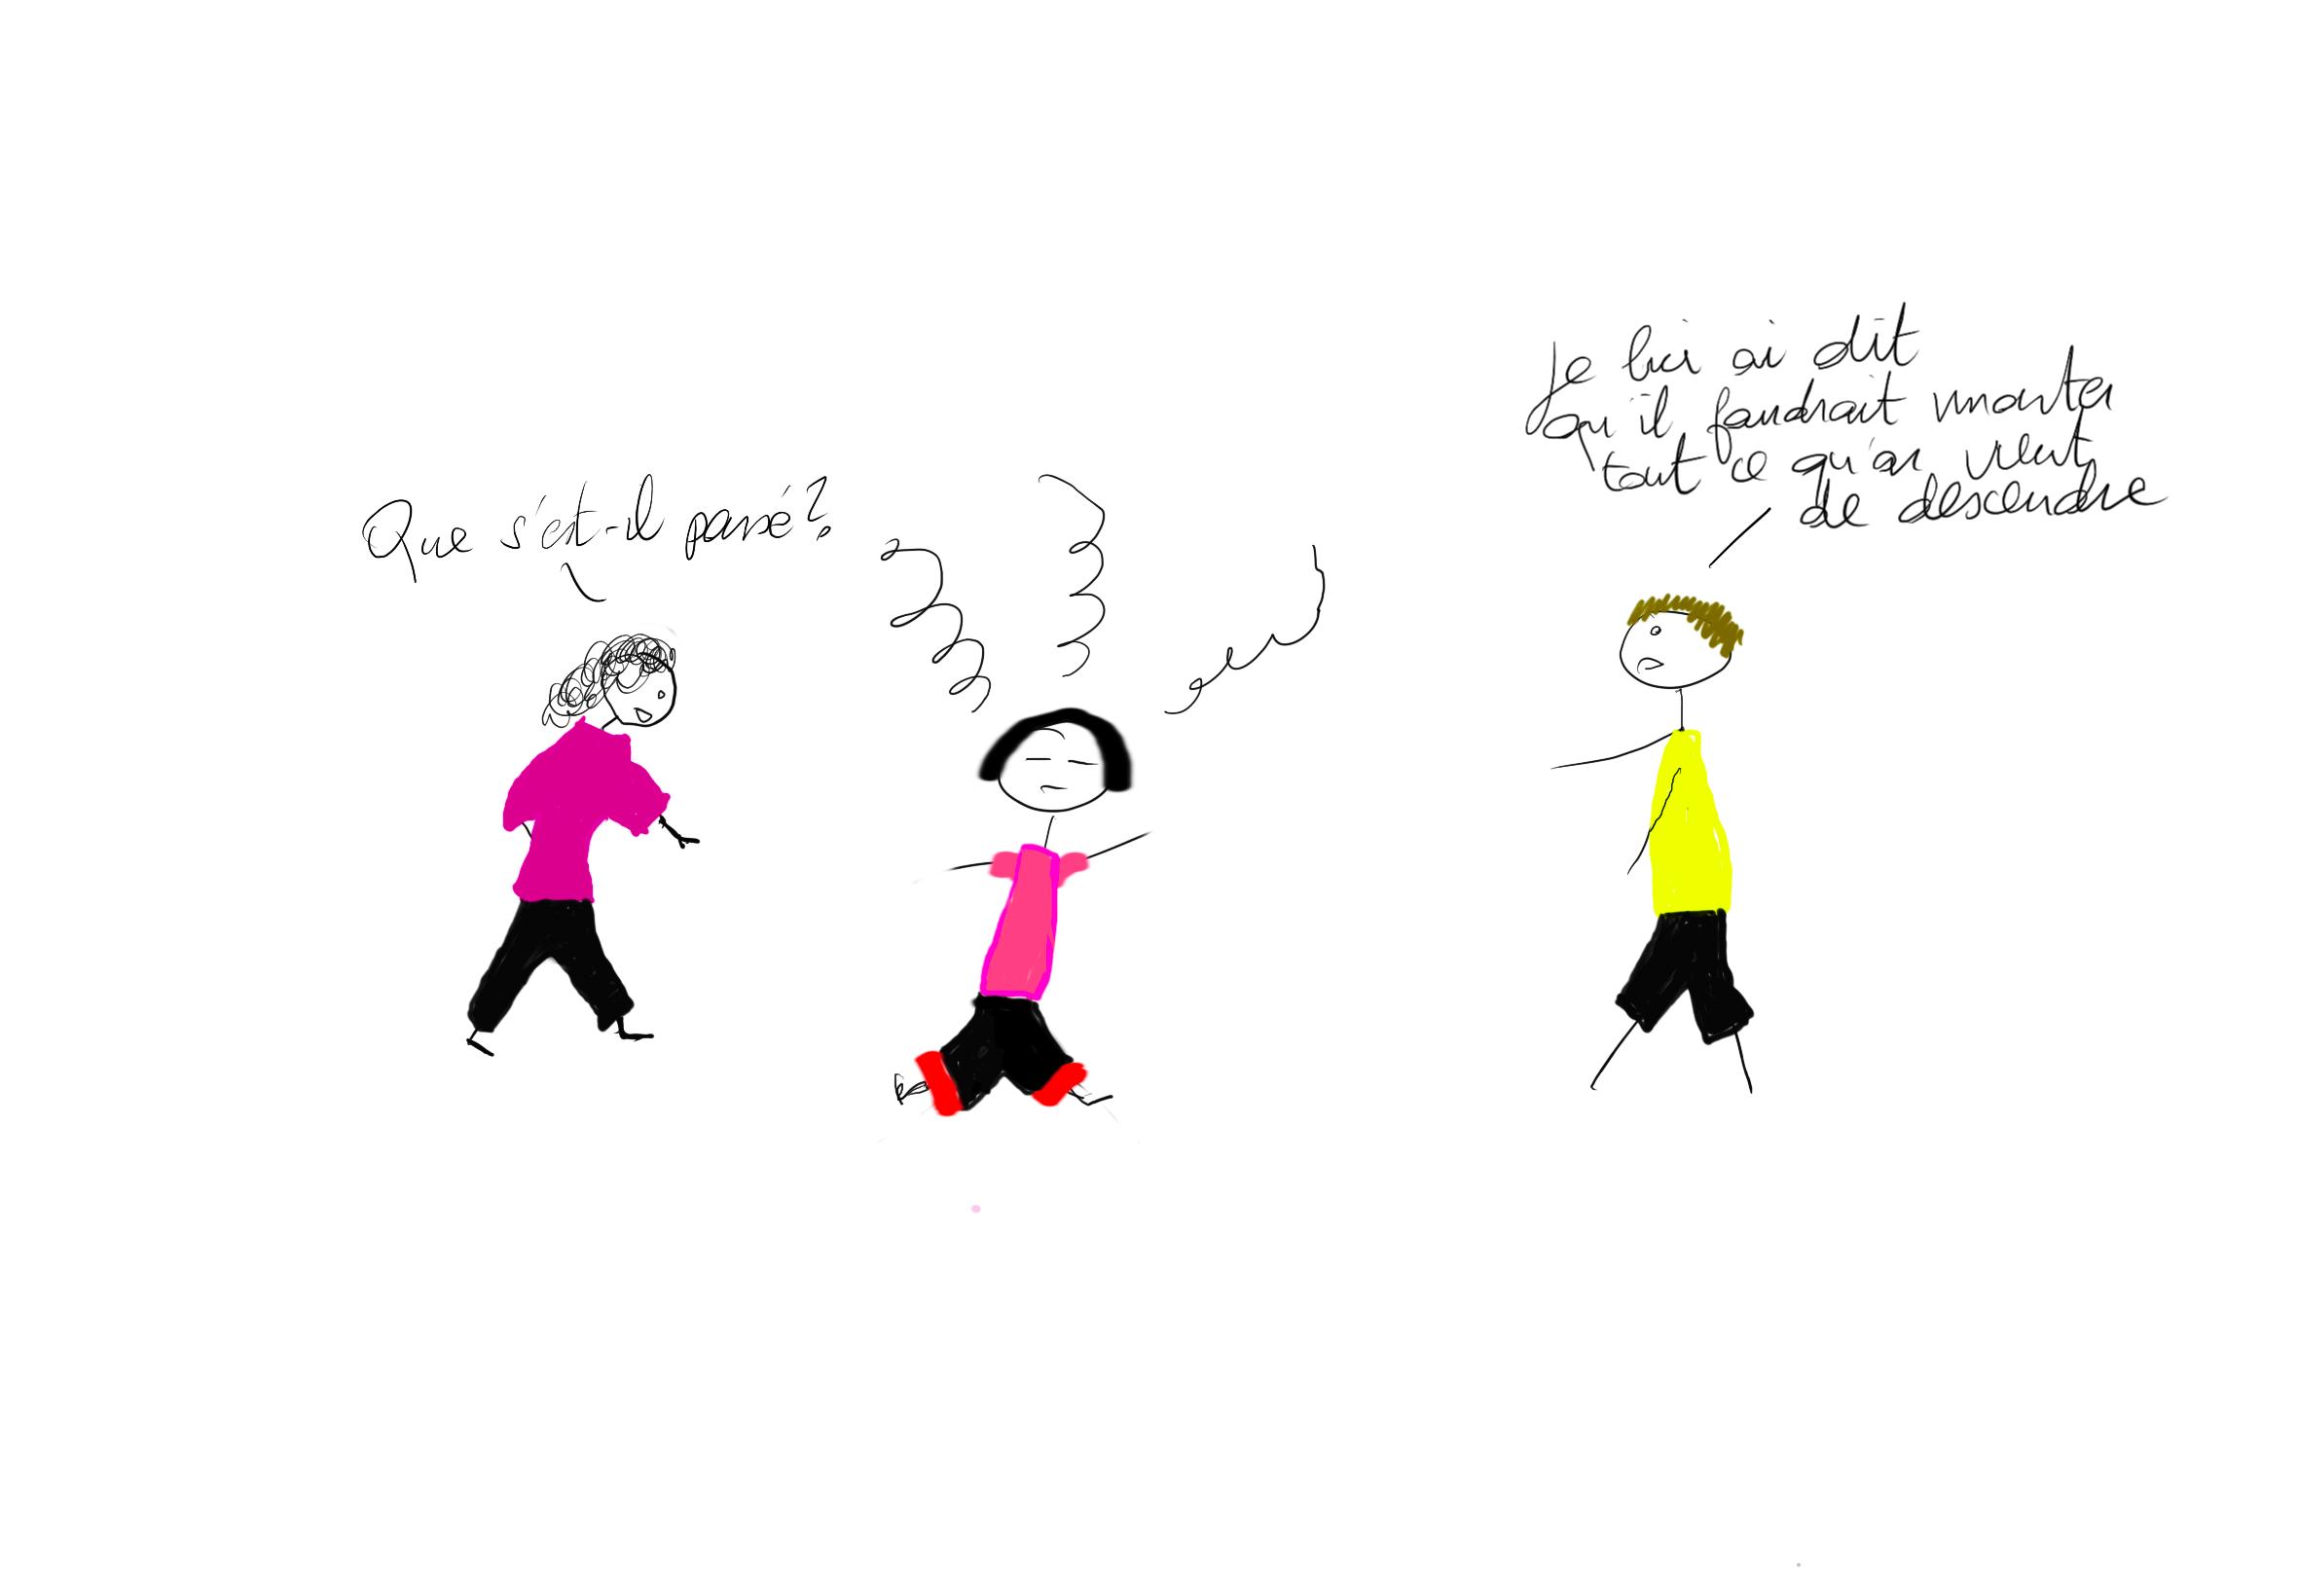 Que s'est-il passé?
Je lui ai dit
qu'il faudrait monter
tout ce qu'on vient
de descendre